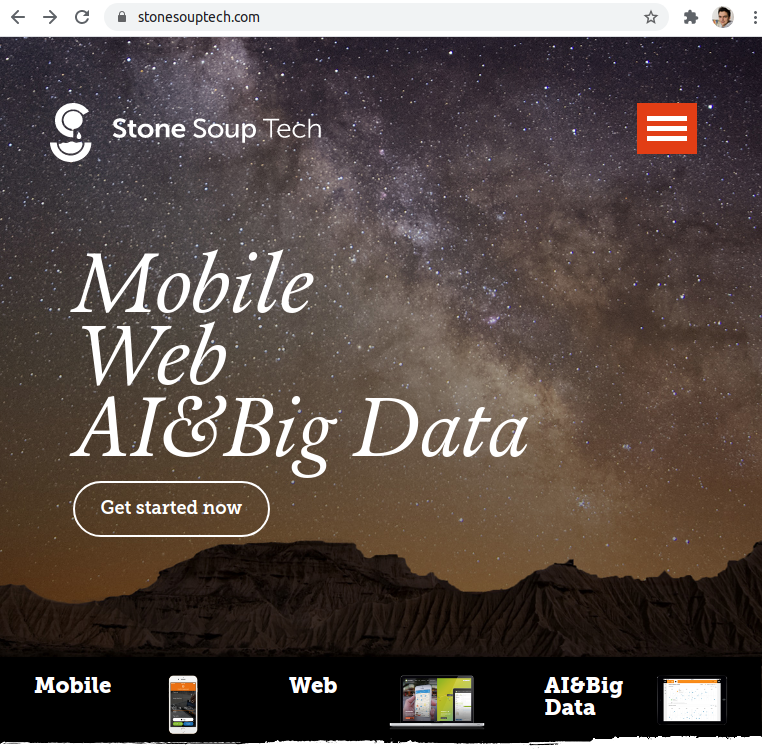 stonesouptech.com
Stone Soup Tech
Mobile
Web
AI&Big Data
Get started now
Mobile
Web
AI&Big
Data